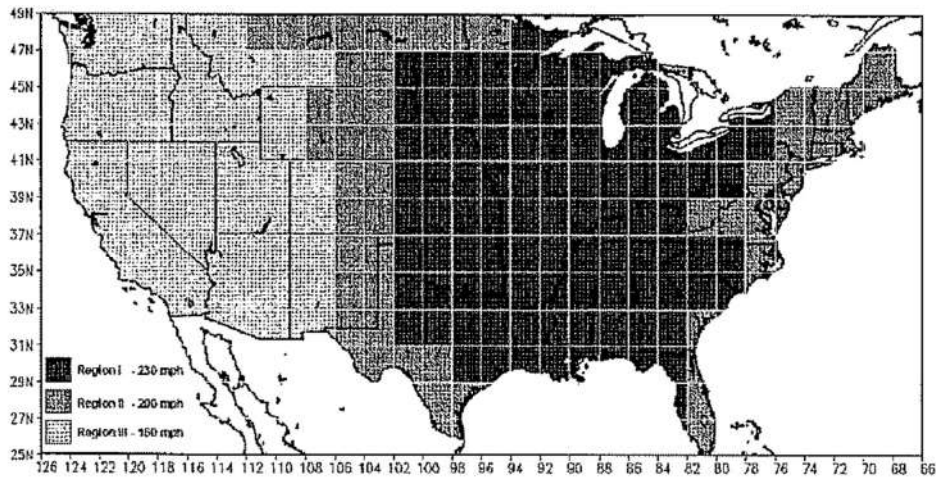 49N
47N
45N
43N
41N
39N
37N
35N
33N
31N
29N
27N
25N
Region I - 230 mph
Region II - 200 mph
Region III - 160 mph
126 124 122 120 118 116 114 112 110 108 106 104 102 100 98 96 94 92 90 88 86 84 82 80 78 76 74 72 70 68 66